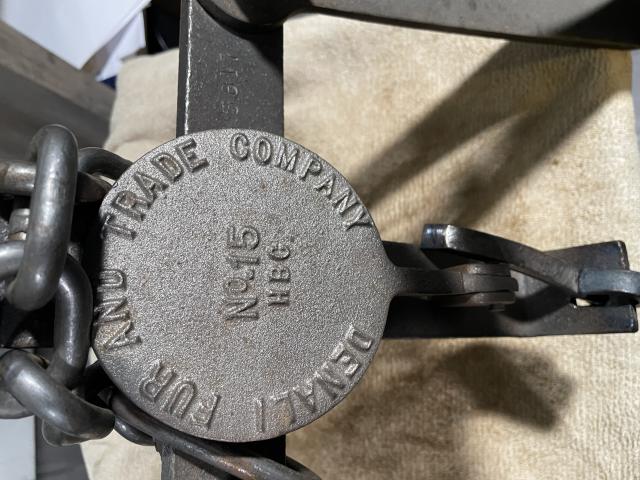 DENALI FUR AND TRADE COMPANY
No.15
HBC